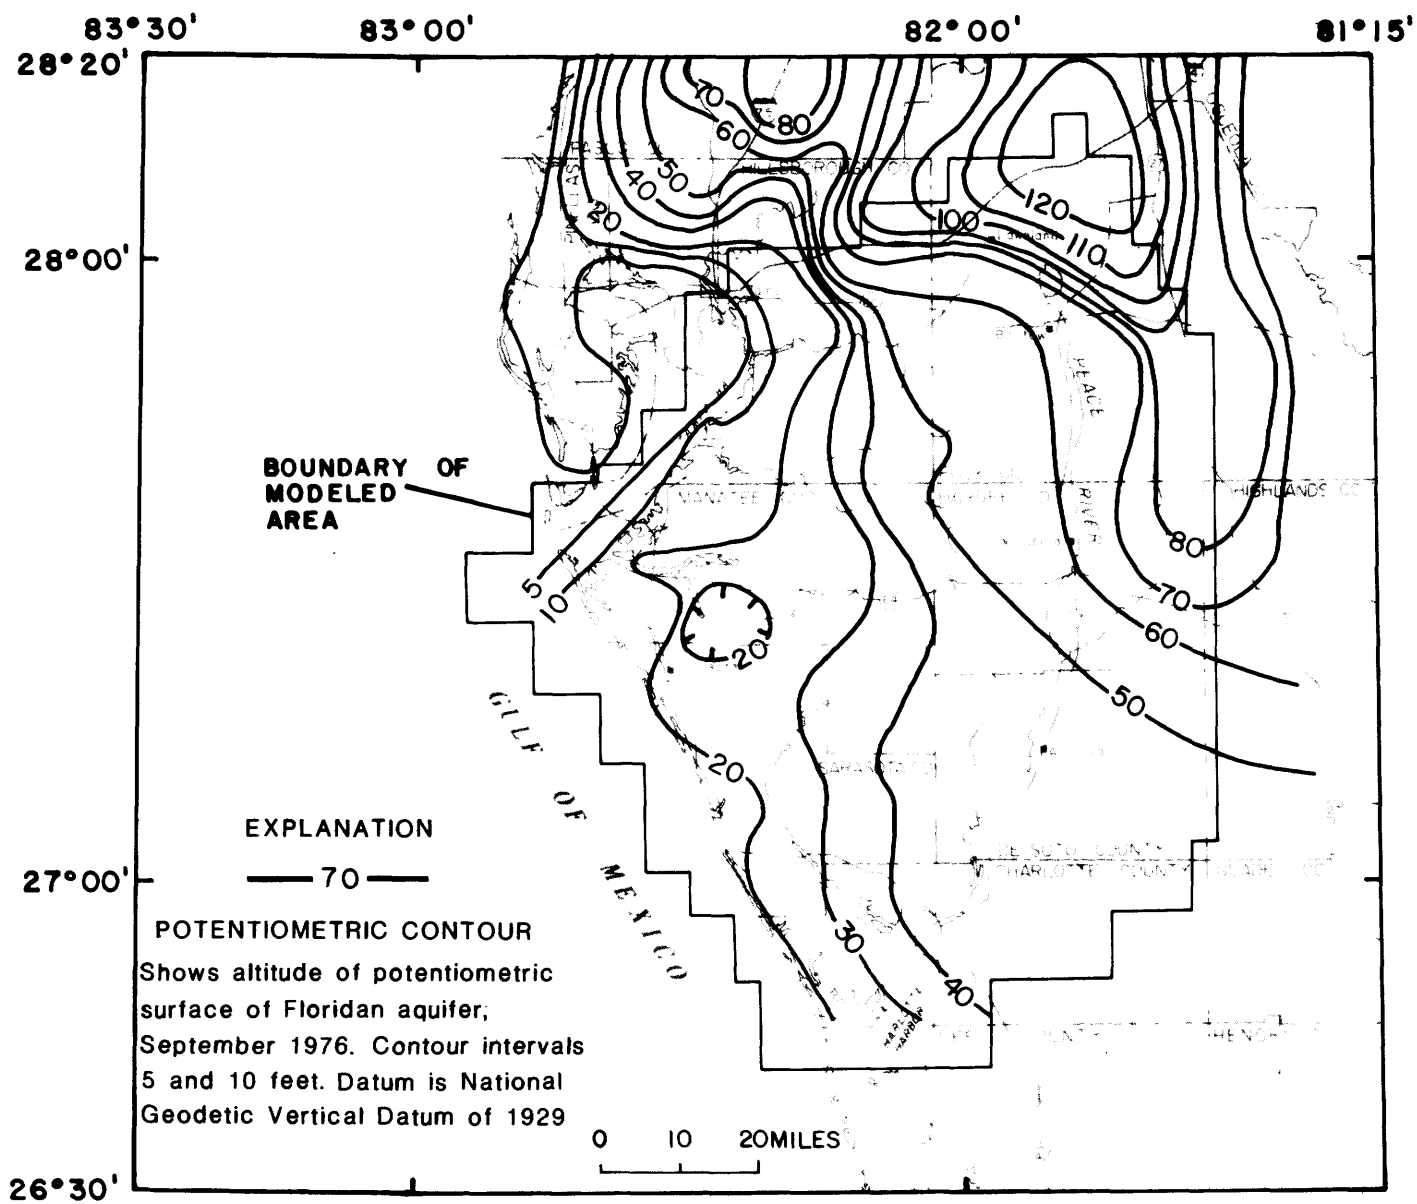 83°30' 83°00' 82°00' 81°15'
28°20'
70
80
60
50
40
20
HILLSBOROUGH CO
120
100
110
28°00'
PEACE
RIVER
BOUNDARY OF
MODELED
AREA
MANATEE
HIGHLANDS CO
80
5
10
70
20
60
50
GULF OF MEXICO
20
SARASOTA CO
EXPLANATION
70
DE SOTO COUNTY
CHARLOTTE COUNTY
GLADES CO
27°00'
POTENTIOMETRIC CONTOUR
30
40
Shows altitude of potentiometric
surface of Floridan aquifer,
September 1976. Contour intervals
5 and 10 feet. Datum is National
Geodetic Vertical Datum of 1929
HARBOR
0 10 20MILES
26°30'